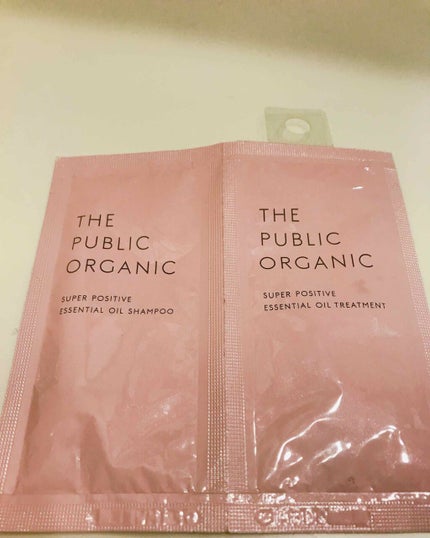 THE
PUBLIC
ORGANIC
SUPER POSITIVE
ESSENTIAL OIL SHAMPOO
THE
PUBLIC
ORGANIC
SUPER POSITIVE
ESSENTIAL OIL TREATMENT